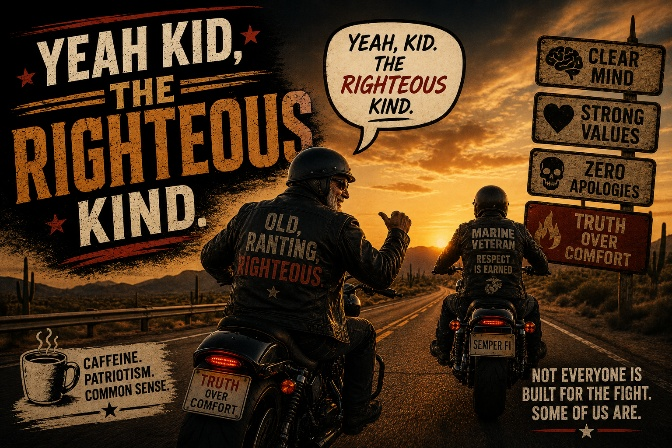 YEAH KID,
THE
RIGHTEOUS
KIND.
YEAH, KID.
THE
RIGHTEOUS
KIND.
CLEAR
MIND
STRONG
VALUES
ZERO
APOLOGIES
TRUTH
OVER
COMFORT
OLD,
RANTING,
RIGHTEOUS.
MARINE
VETERAN
RESPECT
IS EARNED
SEMPER FI
TRUTH
OVER
COMFORT
CAFFEINE.
PATRIOTISM.
COMMON SENSE.
NOT EVERYONE IS
BUILT FOR THE FIGHT.
SOME OF US ARE.